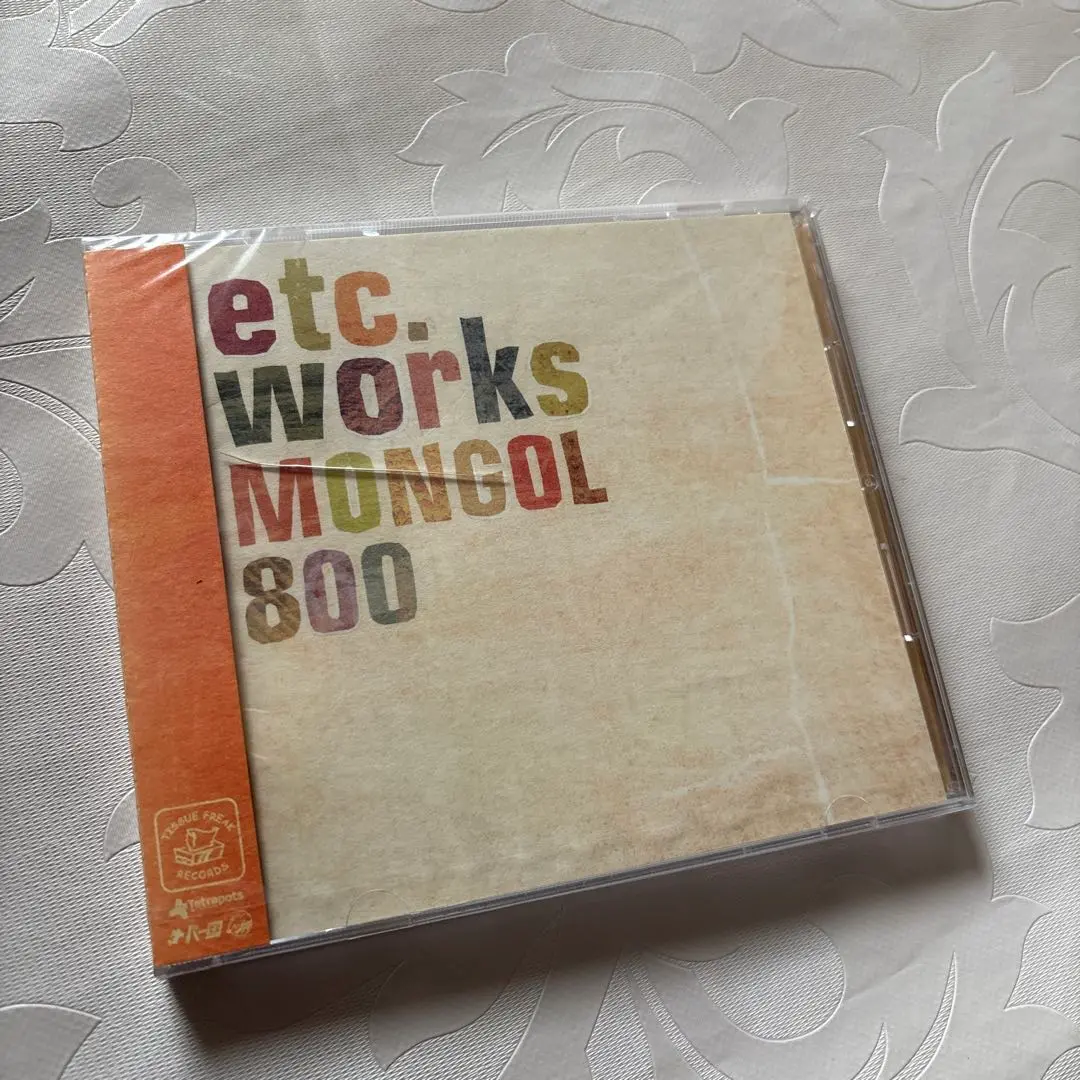 etc.
works
MONGOL
800
TISSUE FREAK
RECORDS
Tetrapots